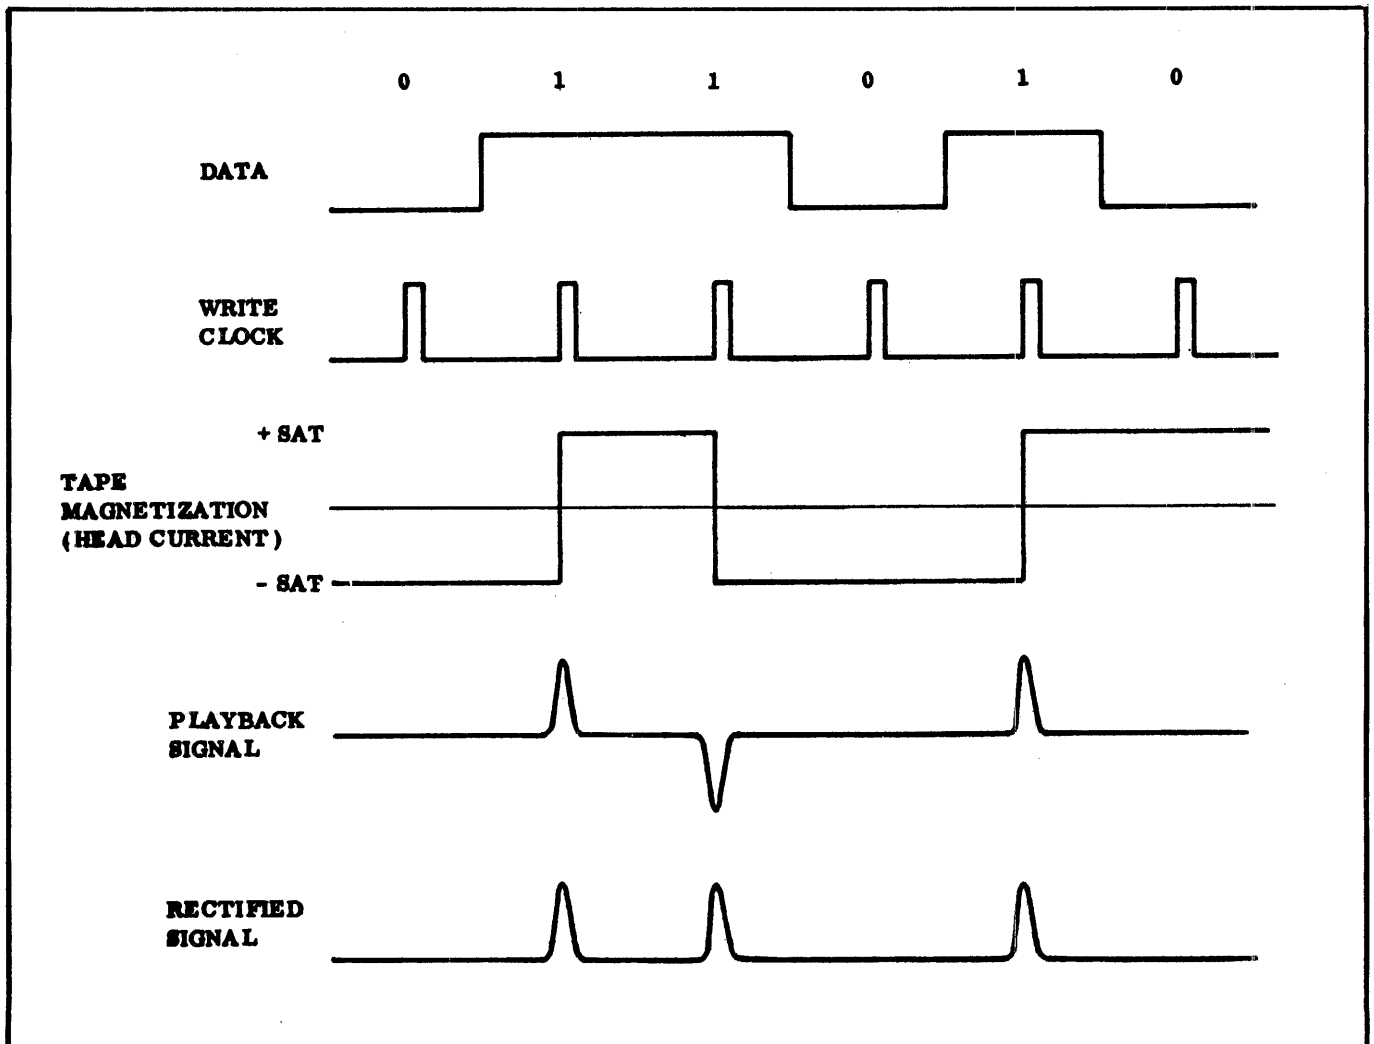 0 1 1 0 1 0
DATA
WRITE
CLOCK
+ SAT
TAPE
MAGNETIZATION
(HEAD CURRENT)
- SAT
PLAYBACK
SIGNAL
RECTIFIED
SIGNAL